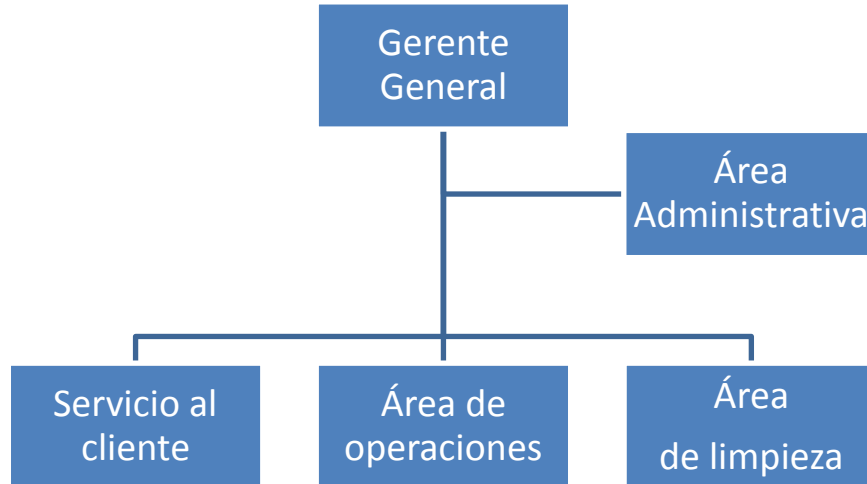 Gerente
General
Área
Administrativa
Servicio al
cliente
Área de
operaciones
Área
de limpieza